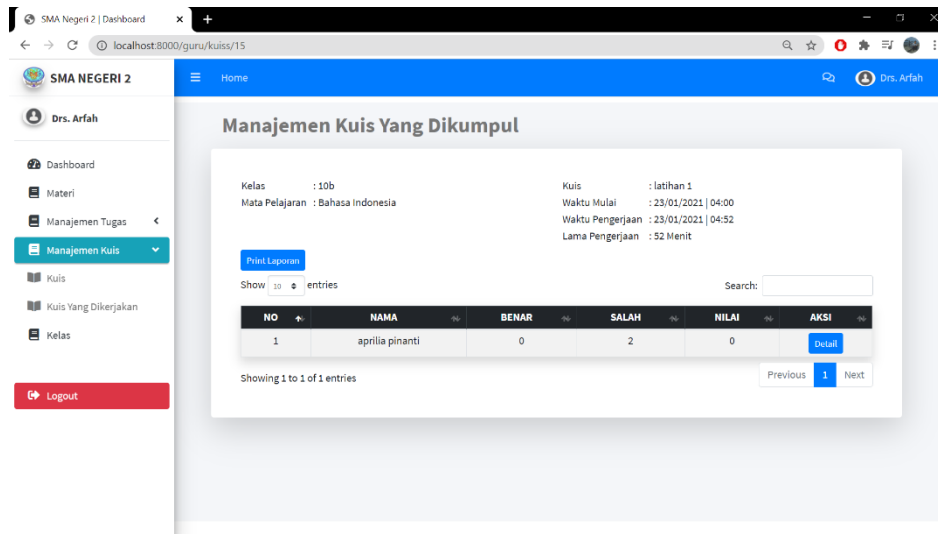 SMA Negeri 2 | Dashboard
localhost:8000/guru/kuiss/15
SMA NEGERI 2
Home
Drs. Arfah
Drs. Arfah
Dashboard
Materi
Manajemen Tugas
Manajemen Kuis
Kuis
Kuis Yang Dikerjakan
Kelas
Logout
Manajemen Kuis Yang Dikumpul
Kelas : 10b
Mata Pelajaran : Bahasa Indonesia
Kuis : latihan 1
Waktu Mulai : 23/01/2021 | 04:00
Waktu Pengerjaan : 23/01/2021 | 04:52
Lama Pengerjaan : 52 Menit
Print Laporan
Show 10 entries Search:
NO NAMA BENAR SALAH NILAI AKSI
1 aprilia pinanti 0 2 0 Detail
Showing 1 to 1 of 1 entries Previous 1 Next